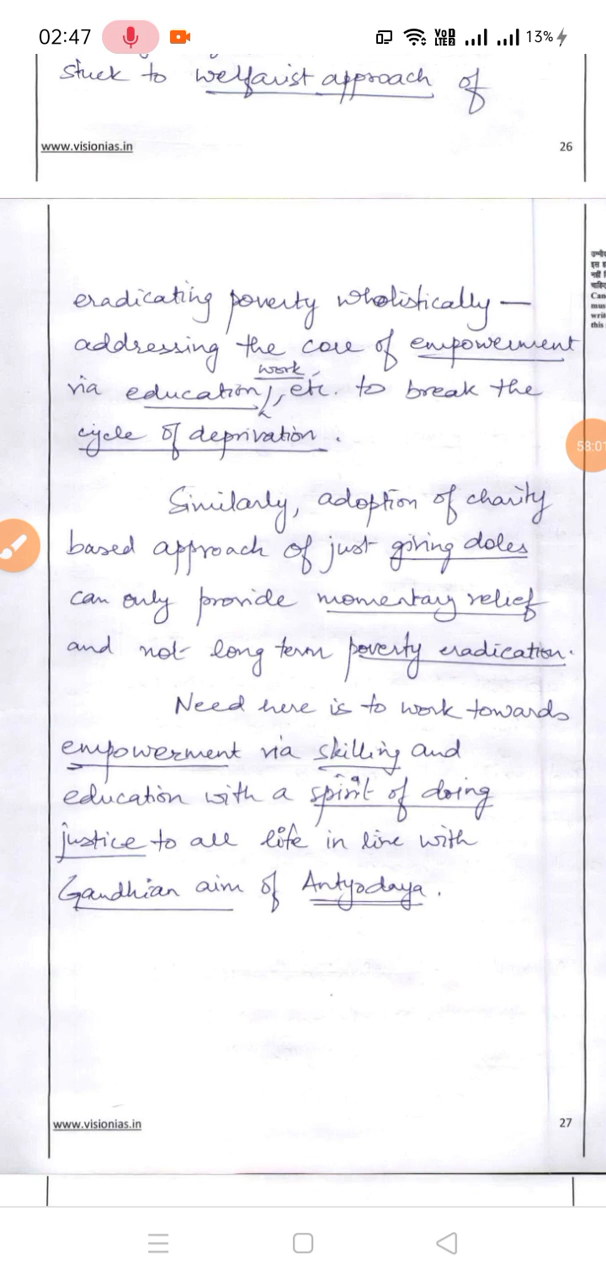 02:47
VoD LTE2
13%
stuck to welfarist approach of
www.visionias.in
26
eradicating poverty wholistically —
addressing the core of empowerment
work
via education, etc. to break the
cycle of deprivation.
58:0
Similarly, adoption of charity
based approach of just giving doles
can only provide momentary relief
and not long term poverty eradication.
Need here is to work towards
empowerment via skilling and
education with a spirit of doing
justice to all life in line with
Gandhian aim of Antyodaya.
www.visionias.in
27